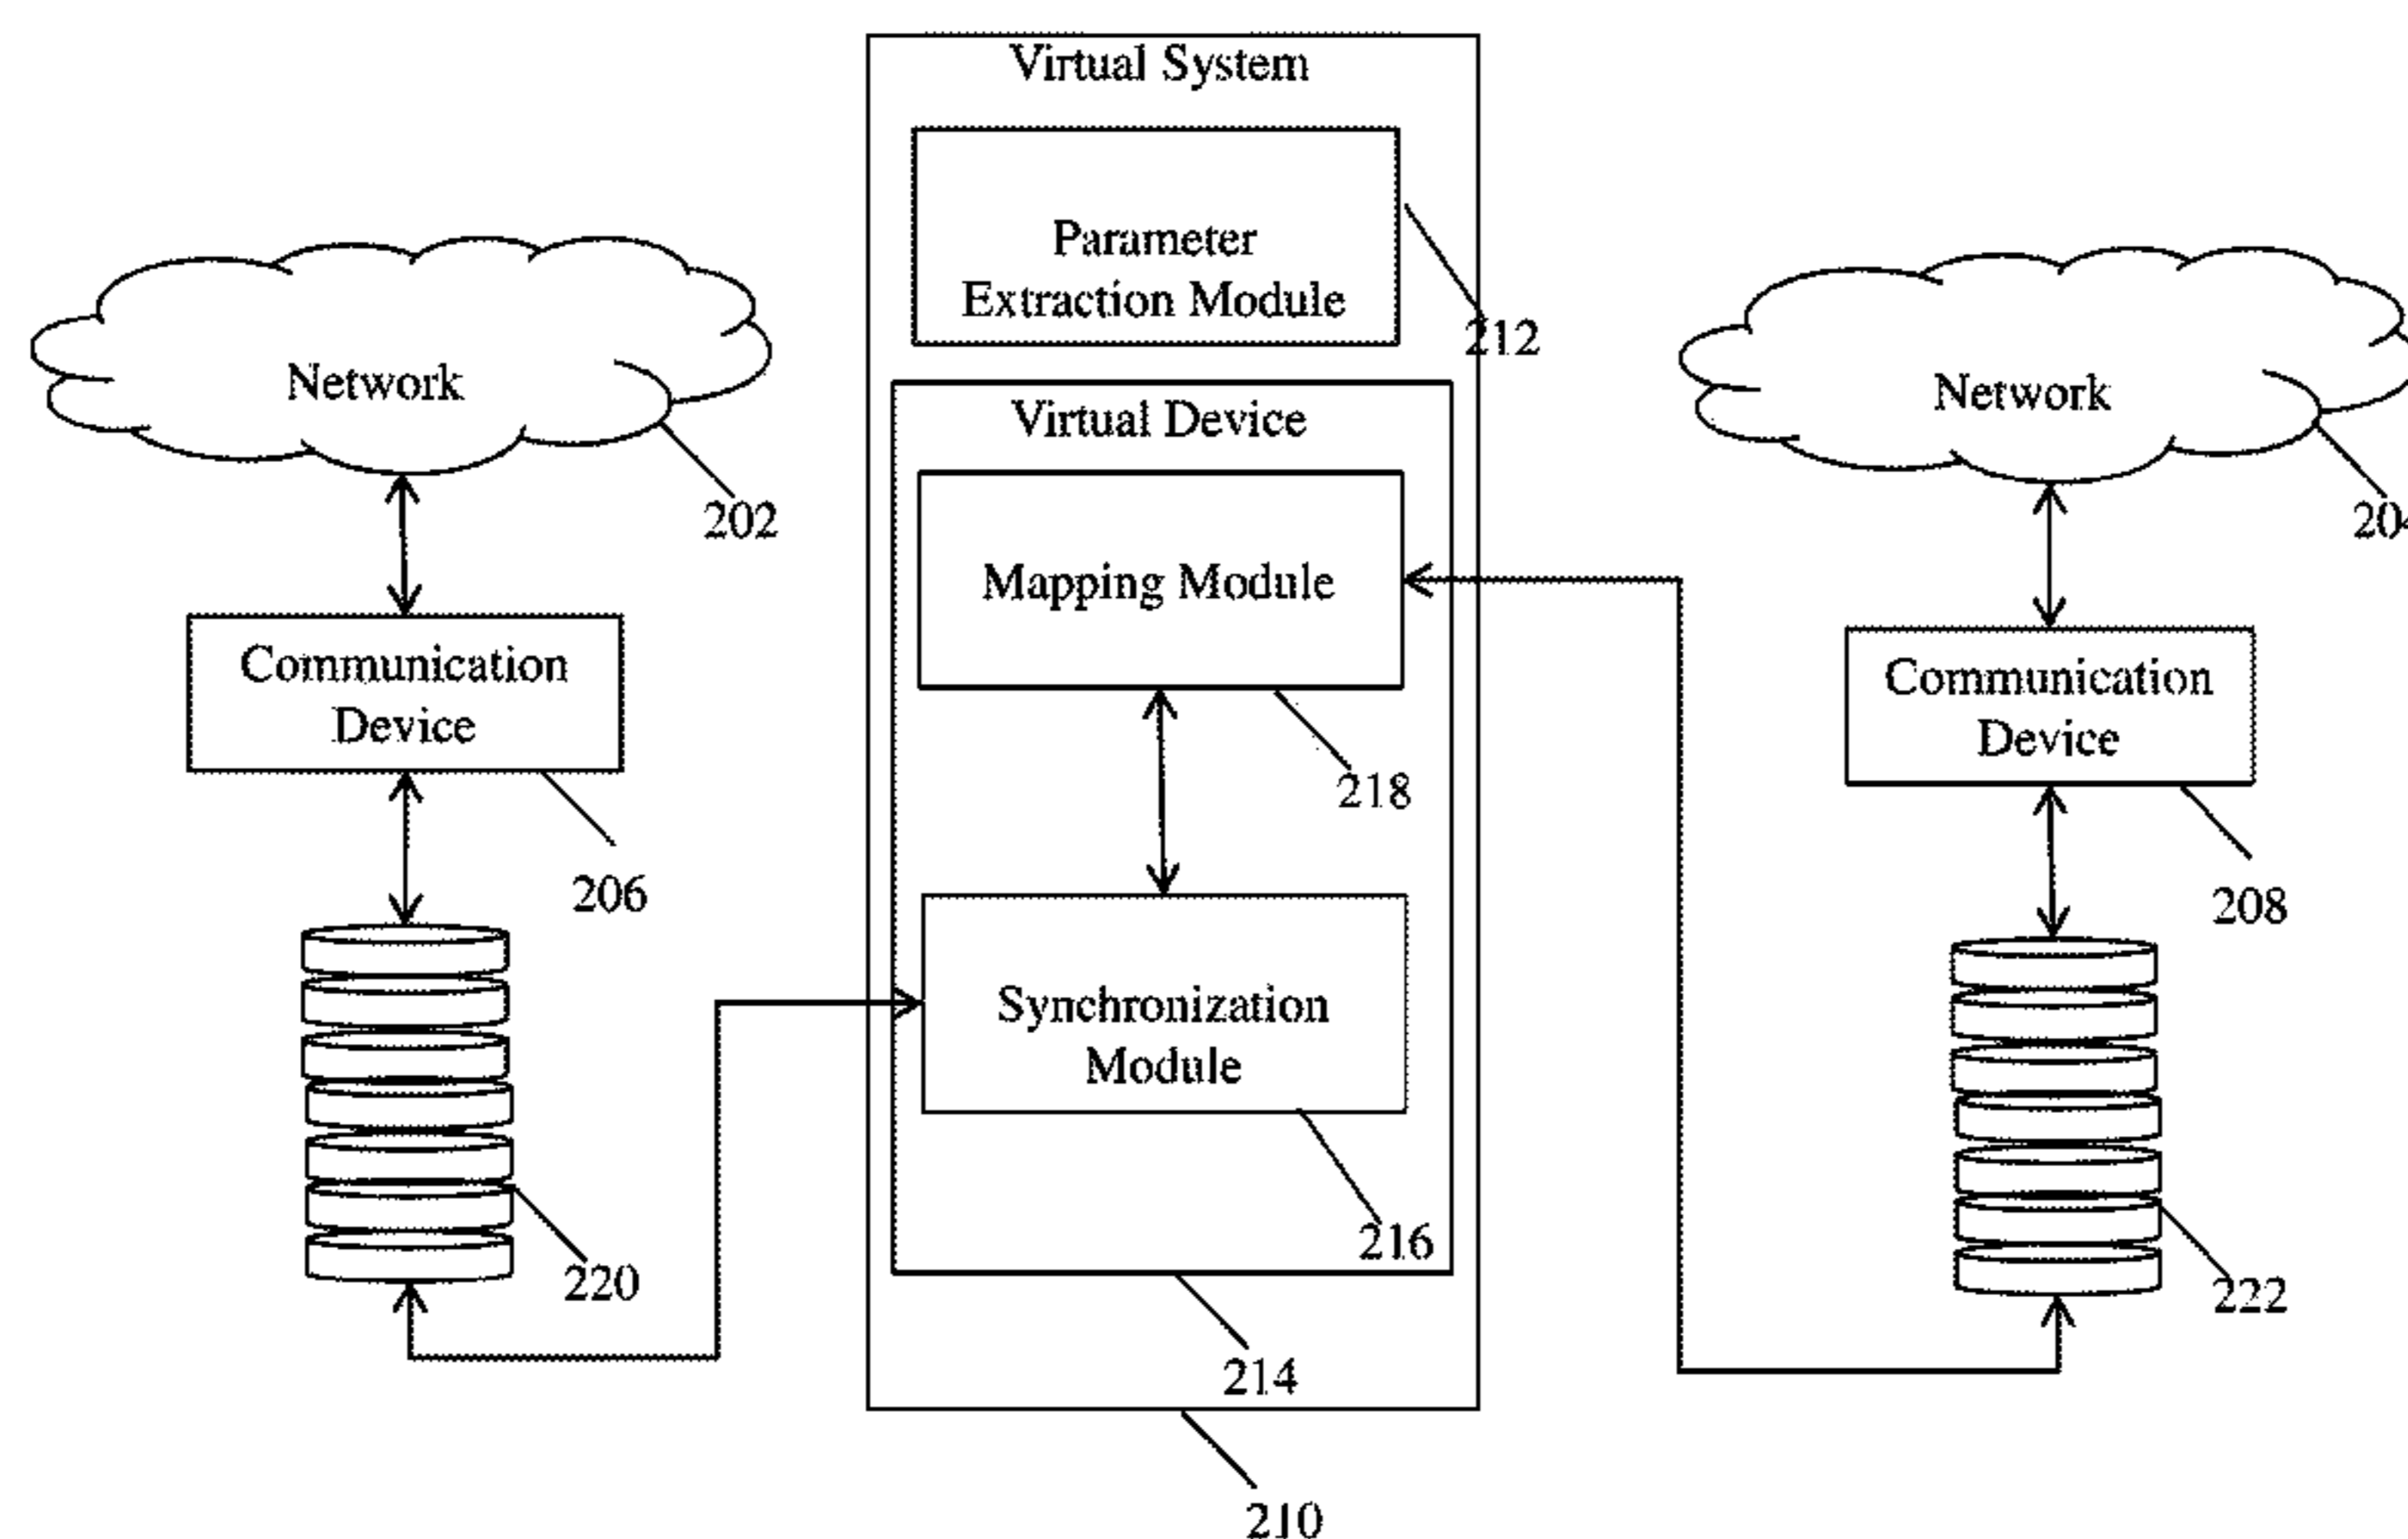 Virtual System
Parameter
Extraction Module
212
Network
202
Virtual Device
Network
Mapping Module
218
Communication
Device
206
Communication
Device
208
Synchronization
Module
216
220
222
214
210